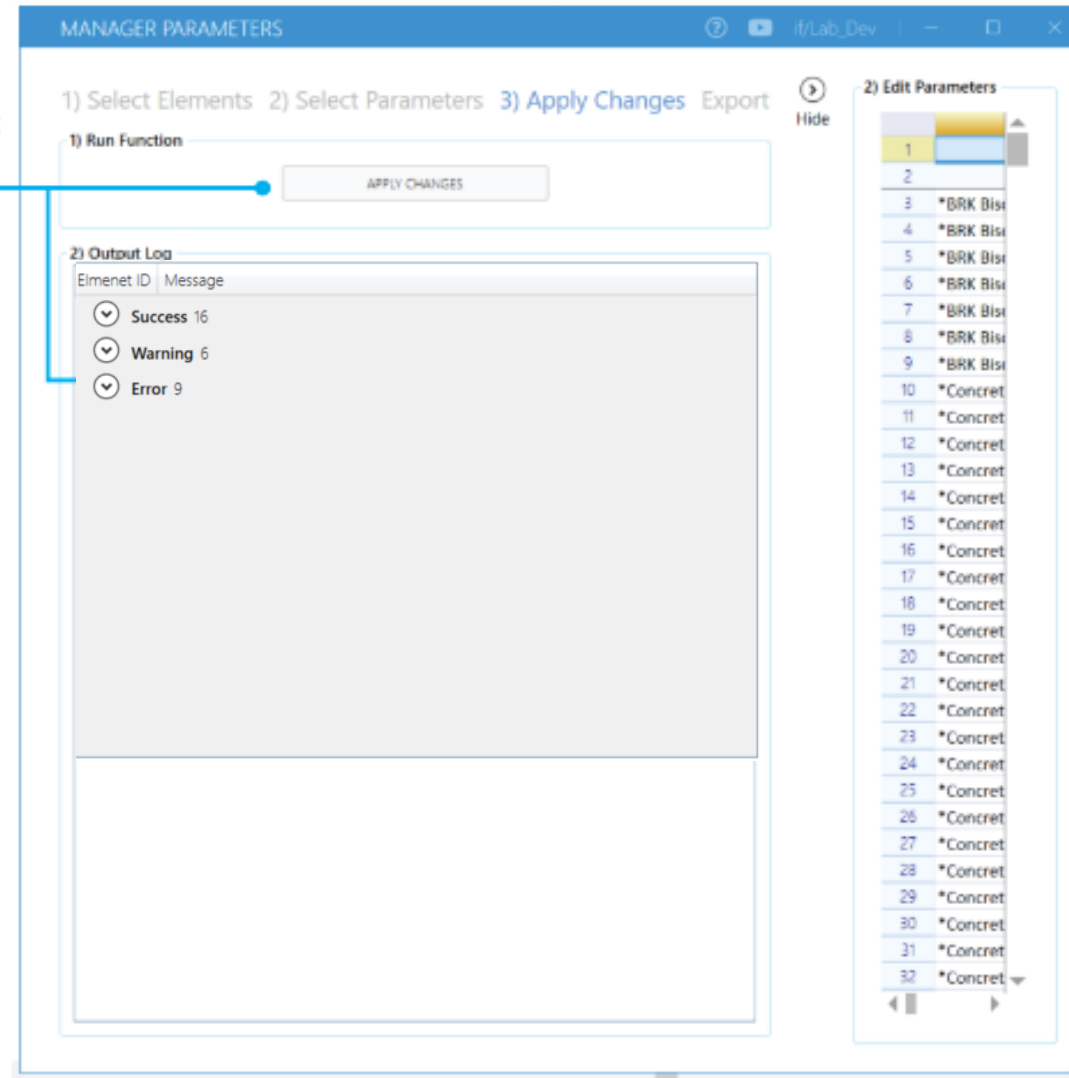 MANAGER PARAMETERS if/Lab_Dev
1) Select Elements 2) Select Parameters 3) Apply Changes Export
Hide
1) Run Function
APPLY CHANGES
2) Output Log
Elmenet ID Message
Success 16
Warning 6
Error 9
2) Edit Parameters
1
2
3 *BRK Bis
4 *BRK Bis
5 *BRK Bis
6 *BRK Bis
7 *BRK Bis
8 *BRK Bis
9 *BRK Bis
10 *Concret
11 *Concret
12 *Concret
13 *Concret
14 *Concret
15 *Concret
16 *Concret
17 *Concret
18 *Concret
19 *Concret
20 *Concret
21 *Concret
22 *Concret
23 *Concret
24 *Concret
25 *Concret
26 *Concret
27 *Concret
28 *Concret
29 *Concret
30 *Concret
31 *Concret
32 *Concret